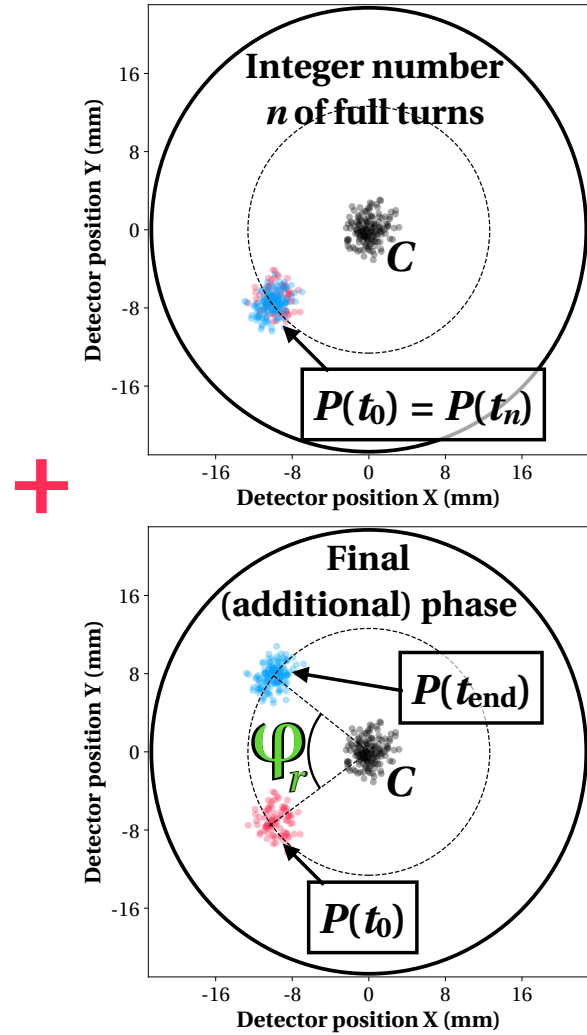 Integer number
n of full turns
Detector position Y (mm)
16
8
0
-8
-16
C
P(t₀) = P(tₙ)
-16 -8 0 8 16
Detector position X (mm)
+
Final
(additional) phase
Detector position Y (mm)
16
8
0
-8
-16
P(t_end)
φ_r
C
P(t₀)
-16 -8 0 8 16
Detector position X (mm)